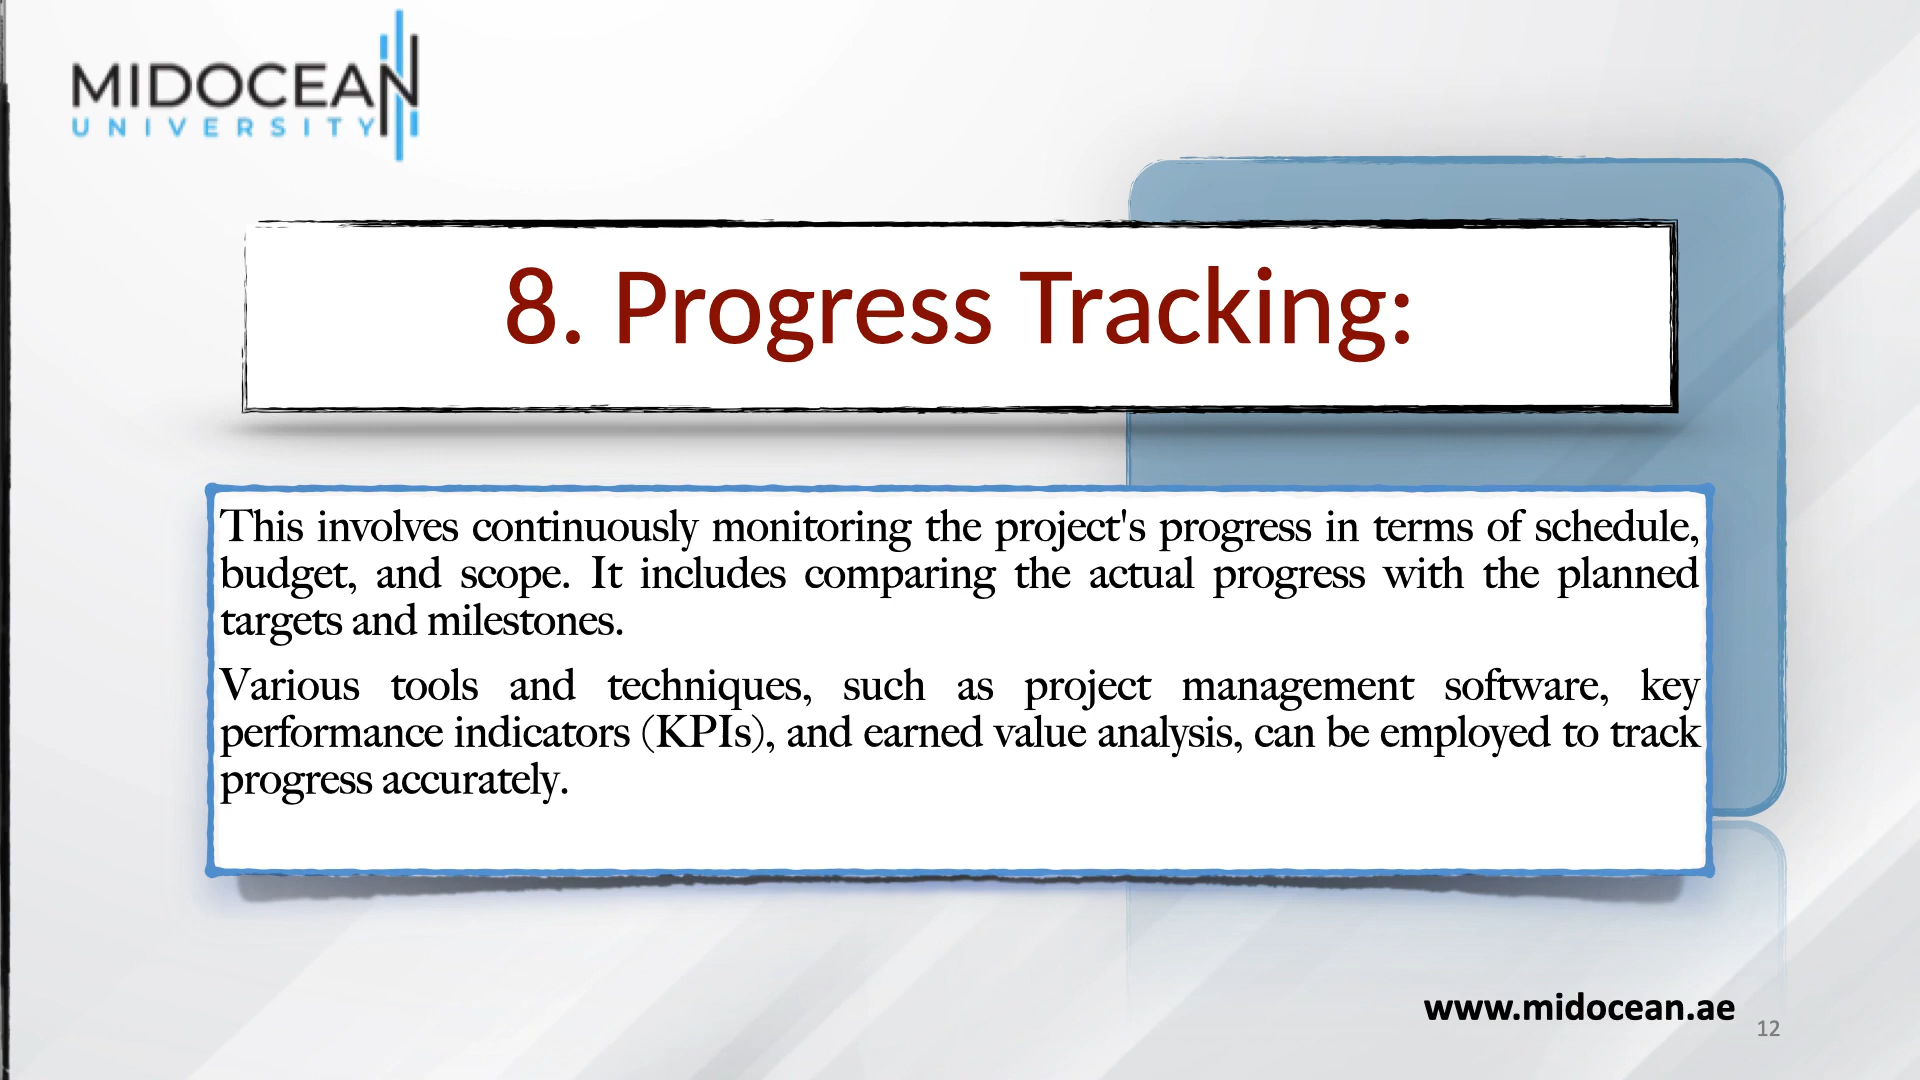 MIDOCEAN
UNIVERSITY
8. Progress Tracking:
This involves continuously monitoring the project's progress in terms of schedule,
budget, and scope. It includes comparing the actual progress with the planned
targets and milestones.
Various tools and techniques, such as project management software, key
performance indicators (KPIs), and earned value analysis, can be employed to track
progress accurately.
www.midocean.ae
12